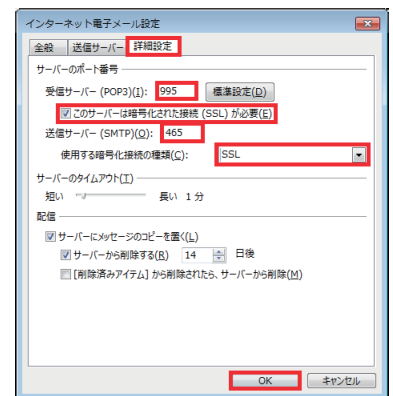 インターネット電子メール設定
全般 送信サーバー 詳細設定
サーバーのポート番号
受信サーバー (POP3)(I): 995 標準設定(D)
このサーバーは暗号化された接続 (SSL) が必要(E)
送信サーバー (SMTP)(O): 465
使用する暗号化接続の種類(C): SSL
サーバーのタイムアウト(T)
短い 長い 1 分
配信
サーバーにメッセージのコピーを置く(L)
サーバーから削除する(R) 14 日後
[削除済みアイテム] から削除されたら、サーバーから削除(M)
OK キャンセル